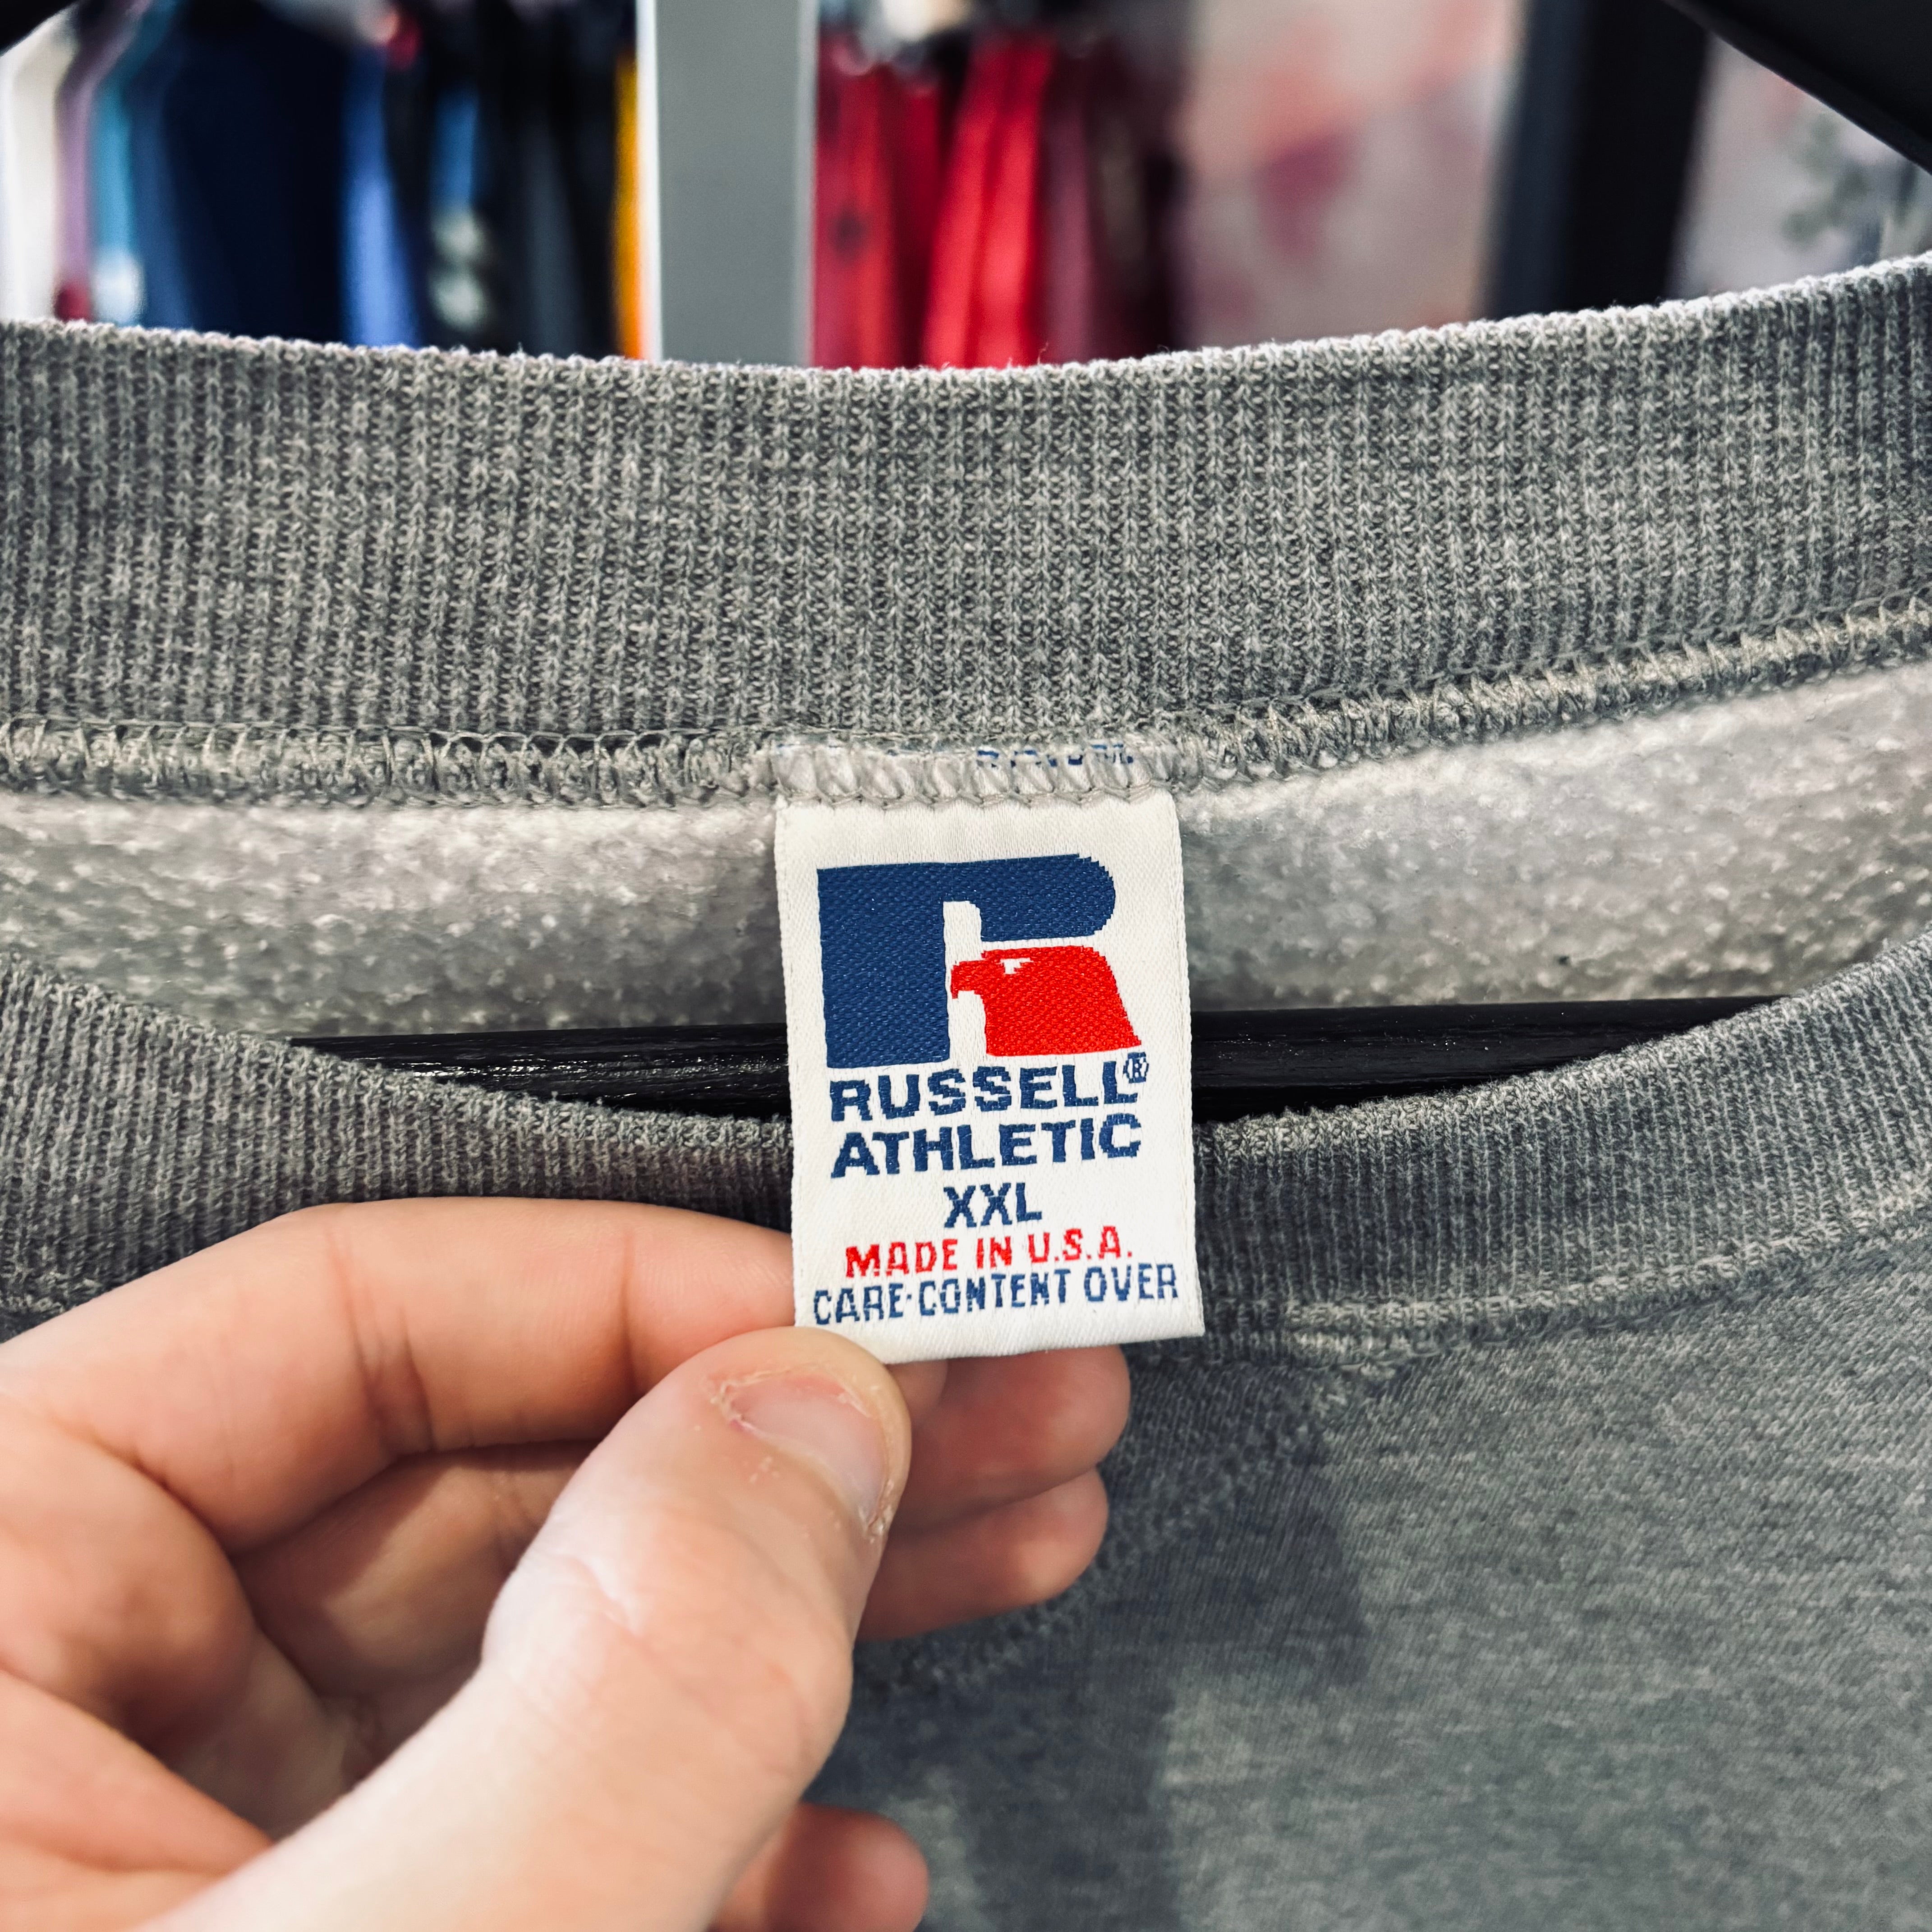 RUSSELL®
ATHLETIC
XXL
MADE IN U.S.A.
CARE·CONTENT OVER